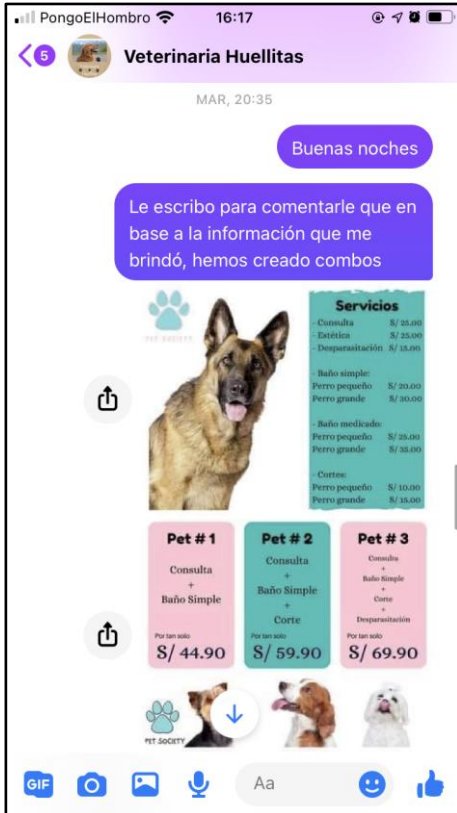 PongoElHombro 16:17
5 Veterinaria Huellitas
MAR, 20:35
Buenas noches
Le escribo para comentarle que en
base a la información que me
brindó, hemos creado combos
PET SOCIETY
Servicios
- Consulta S/ 25.00
- Estética S/ 25.00
- Desparasitación S/ 15.00
- Baño simple:
Perro pequeño S/ 20.00
Perro grande S/ 30.00
- Baño medicado:
Perro pequeño S/ 25.00
Perro grande S/ 35.00
- Cortes:
Perro pequeño S/ 10.00
Perro grande S/ 15.00
Pet # 1
Consulta
+
Baño Simple
Por tan solo
S/ 44.90
Pet # 2
Consulta
+
Baño Simple
+
Corte
Por tan solo
S/ 59.90
Pet # 3
Consulta
+
Baño Simple
+
Corte
+
Desparasitación
Por tan solo
S/ 69.90
PET SOCIETY
GIF Aa